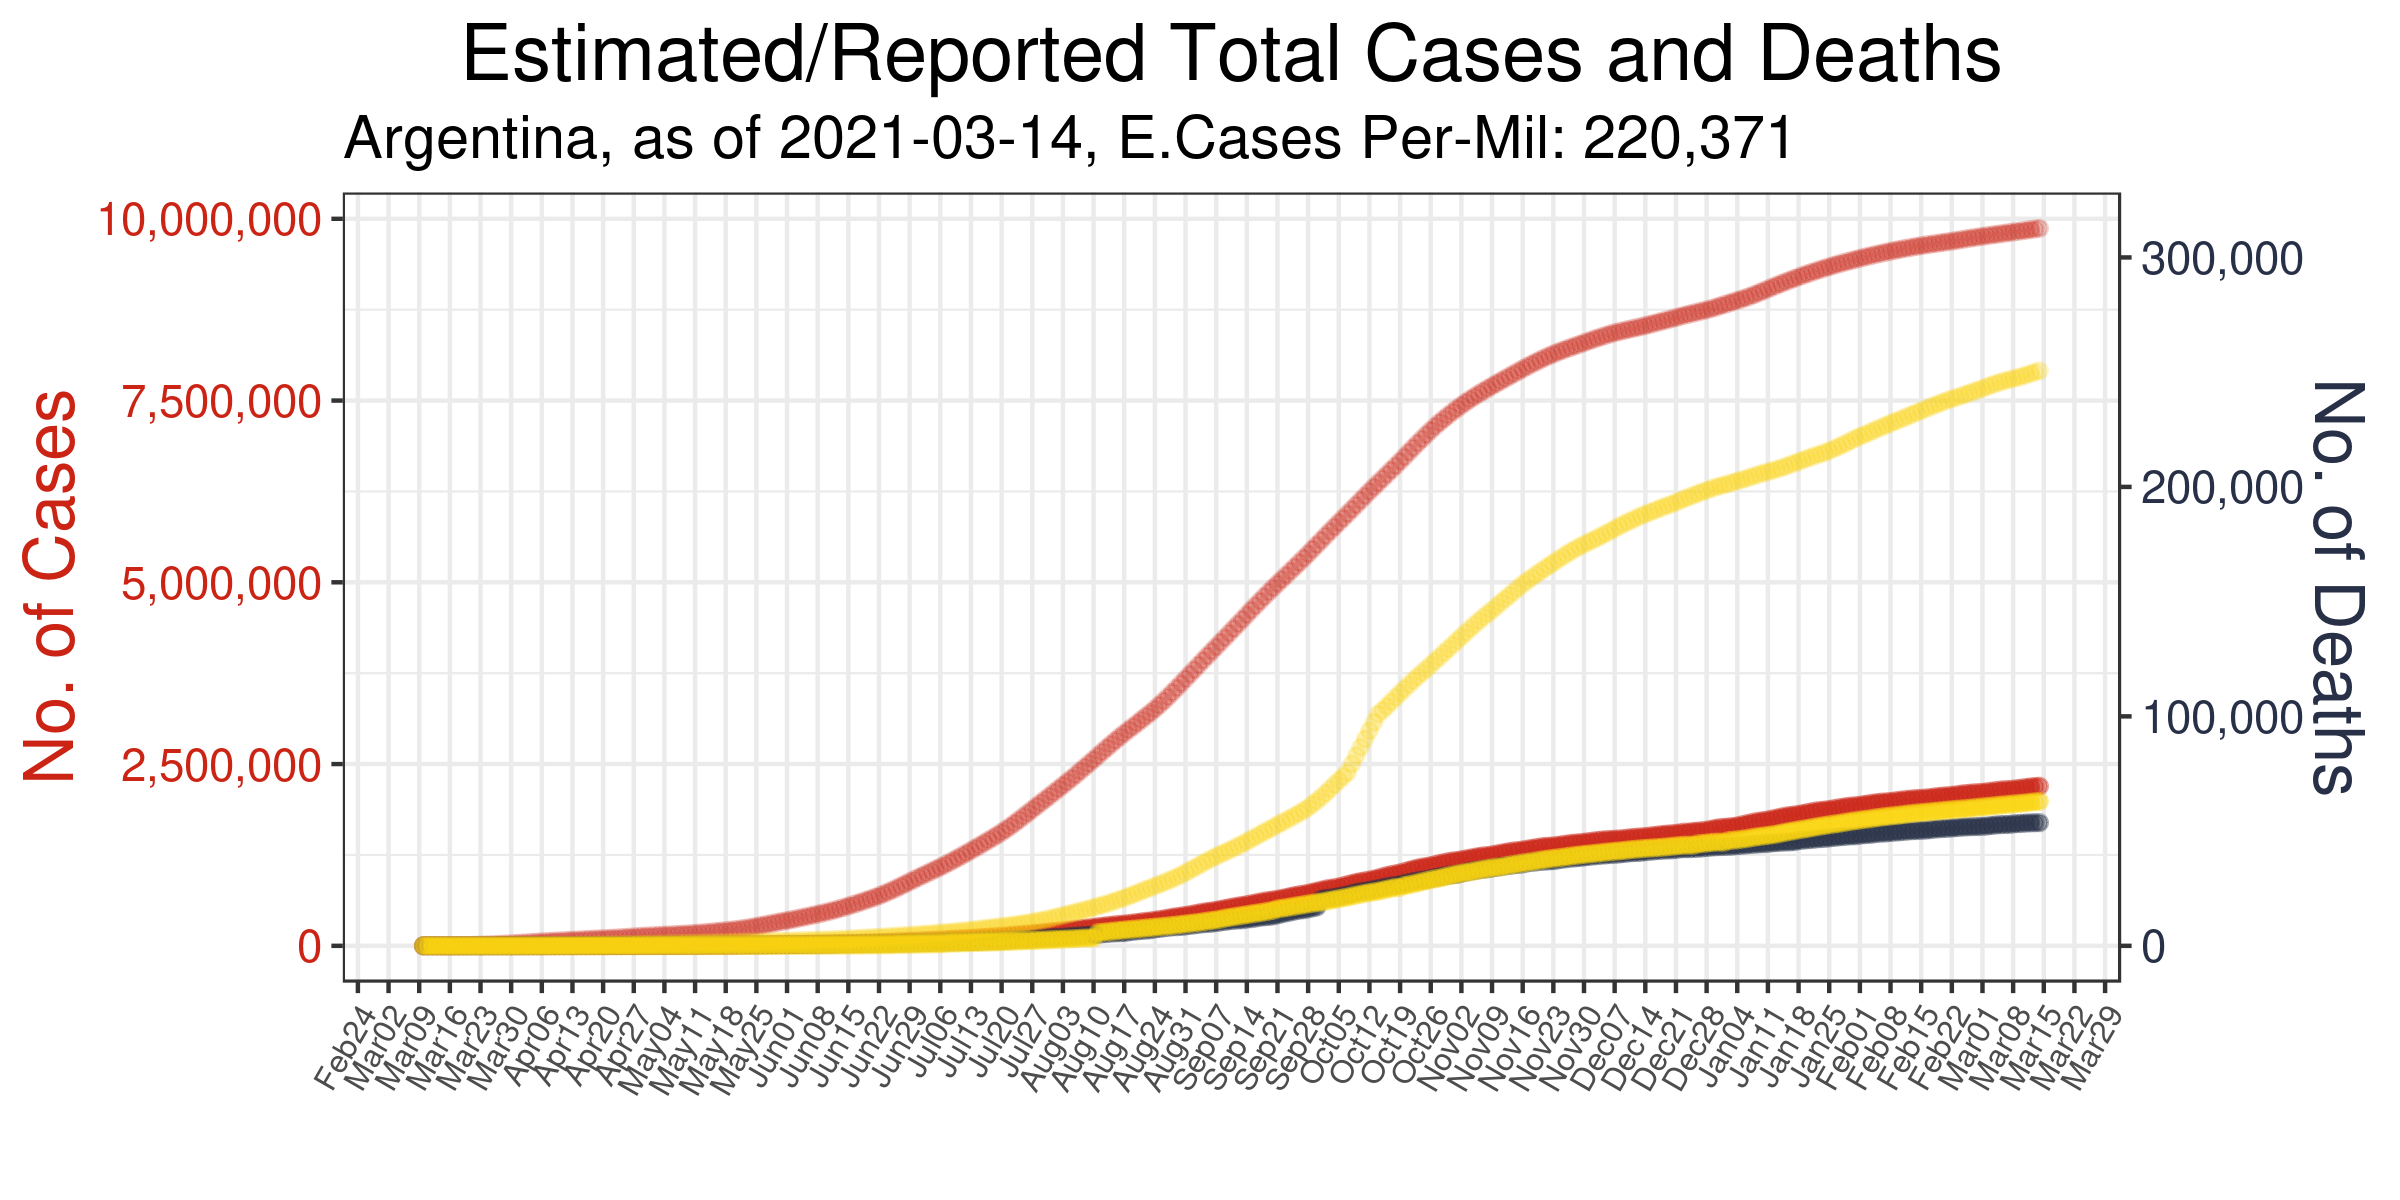 Estimated/Reported Total Cases and Deaths
Argentina, as of 2021-03-14, E.Cases Per-Mil: 220,371
No. of Cases
10,000,000
7,500,000
5,000,000
2,500,000
0
300,000
200,000
100,000
0
No. of Deaths
Feb24
Mar02
Mar09
Mar16
Mar23
Mar30
Apr06
Apr13
Apr20
Apr27
May04
May11
May18
May25
Jun01
Jun08
Jun15
Jun22
Jun29
Jul06
Jul13
Jul20
Jul27
Aug03
Aug10
Aug17
Aug24
Aug31
Sep07
Sep14
Sep21
Sep28
Oct05
Oct12
Oct19
Oct26
Nov02
Nov09
Nov16
Nov23
Nov30
Dec07
Dec14
Dec21
Dec28
Jan04
Jan11
Jan18
Jan25
Feb01
Feb08
Feb15
Feb22
Mar01
Mar08
Mar15
Mar22
Mar29